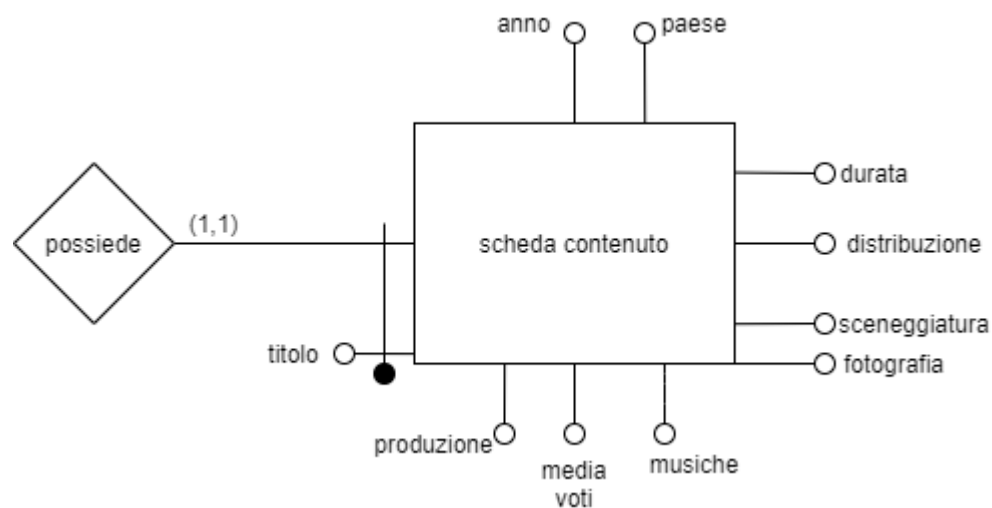 anno
paese
durata
(1,1)
possiede
scheda contenuto
distribuzione
sceneggiatura
titolo
fotografia
produzione
media
voti
musiche